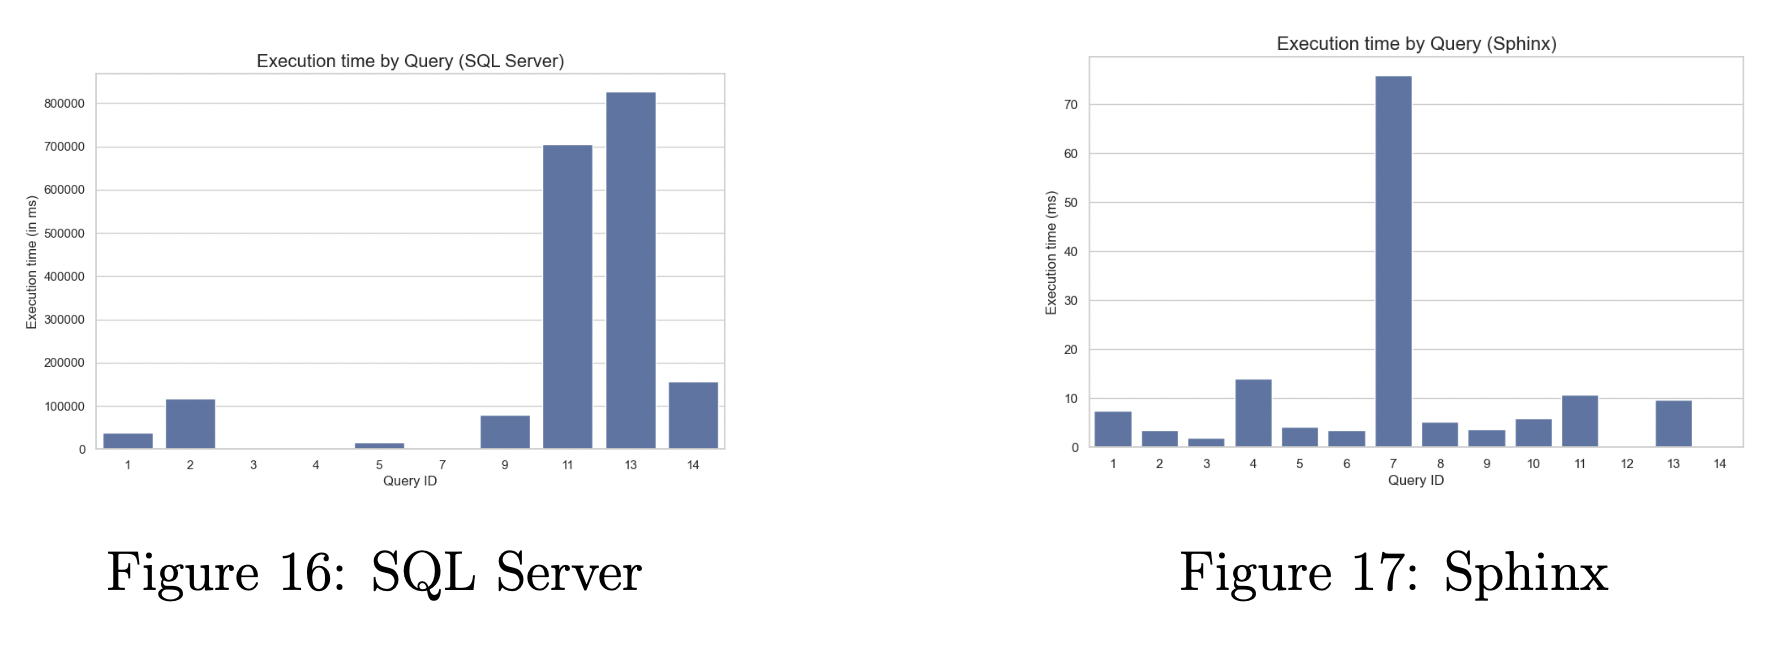 Execution time by Query (SQL Server)
Execution time (in ms)
800000
700000
600000
500000
400000
300000
200000
100000
0
1 2 3 4 5 7 9 11 13 14
Query ID
Figure 16: SQL Server
Execution time by Query (Sphinx)
Execution time (ms)
70
60
50
40
30
20
10
0
1 2 3 4 5 6 7 8 9 10 11 12 13 14
Query ID
Figure 17: Sphinx